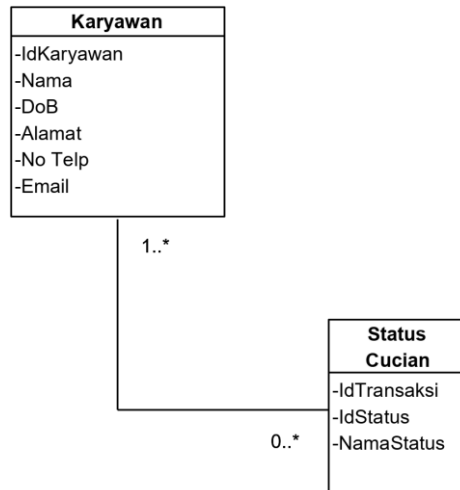 Karyawan
-IdKaryawan
-Nama
-DoB
-Alamat
-No Telp
-Email
1..*
Status
Cucian
-IdTransaksi
-IdStatus
-NamaStatus
0..*